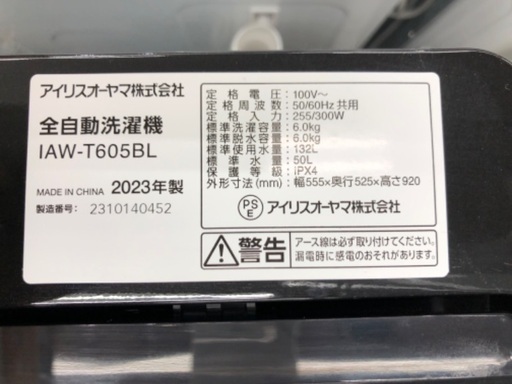 アイリスオーヤマ株式会社
全自動洗濯機
IAW-T605BL
MADE IN CHINA 2023年製
製造番号: 2310140452
定格電圧:100V~
定格周波数:50/60Hz共用
定格入力:255/300W
標準洗濯容量:6.0kg
標準脱水容量:6.0kg
標準使用水量:132L
標準水量:50L
保護等級:IPX4
外形寸法(mm):幅555×奥行525×高さ920
PSE アイリスオーヤマ株式会社
警告
アース線は必ず取り付けてください。
漏電時に感電のおそれがあります。